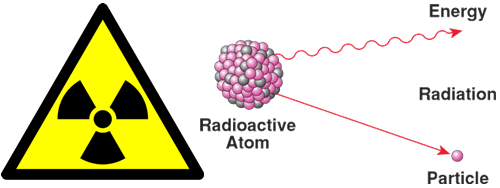 Energy
Radiation
Radioactive
Atom
Particle